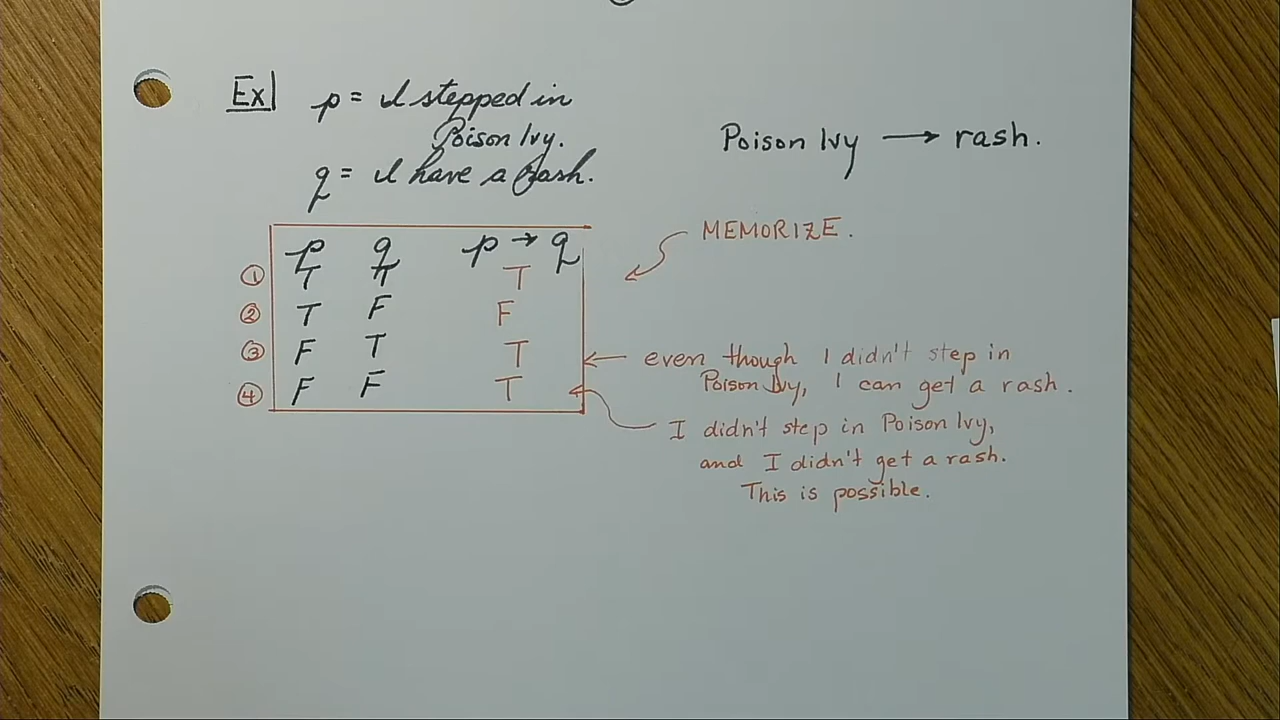 Ex p = I stepped in
Poison Ivy.
q = I have a rash.
Poison Ivy → rash.
MEMORIZE.
p q p → q
① T T T
② T F F
③ F T T
④ F F T
even though I didn't step in
Poison Ivy, I can get a rash.
I didn't step in Poison Ivy,
and I didn't get a rash.
This is possible.